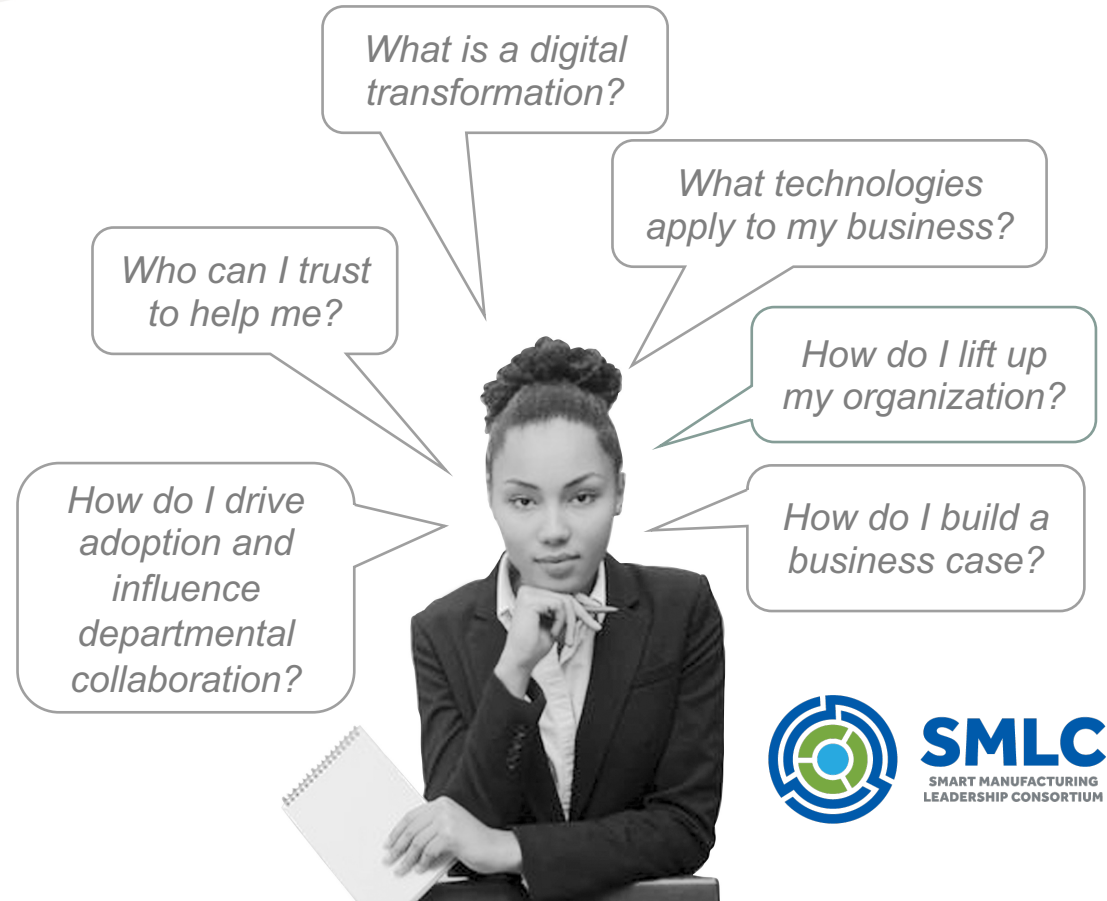 What is a digital
transformation?
What technologies
apply to my business?
Who can I trust
to help me?
How do I lift up
my organization?
How do I drive
adoption and
influence
departmental
collaboration?
How do I build a
business case?
SMLC
SMART MANUFACTURING
LEADERSHIP CONSORTIUM